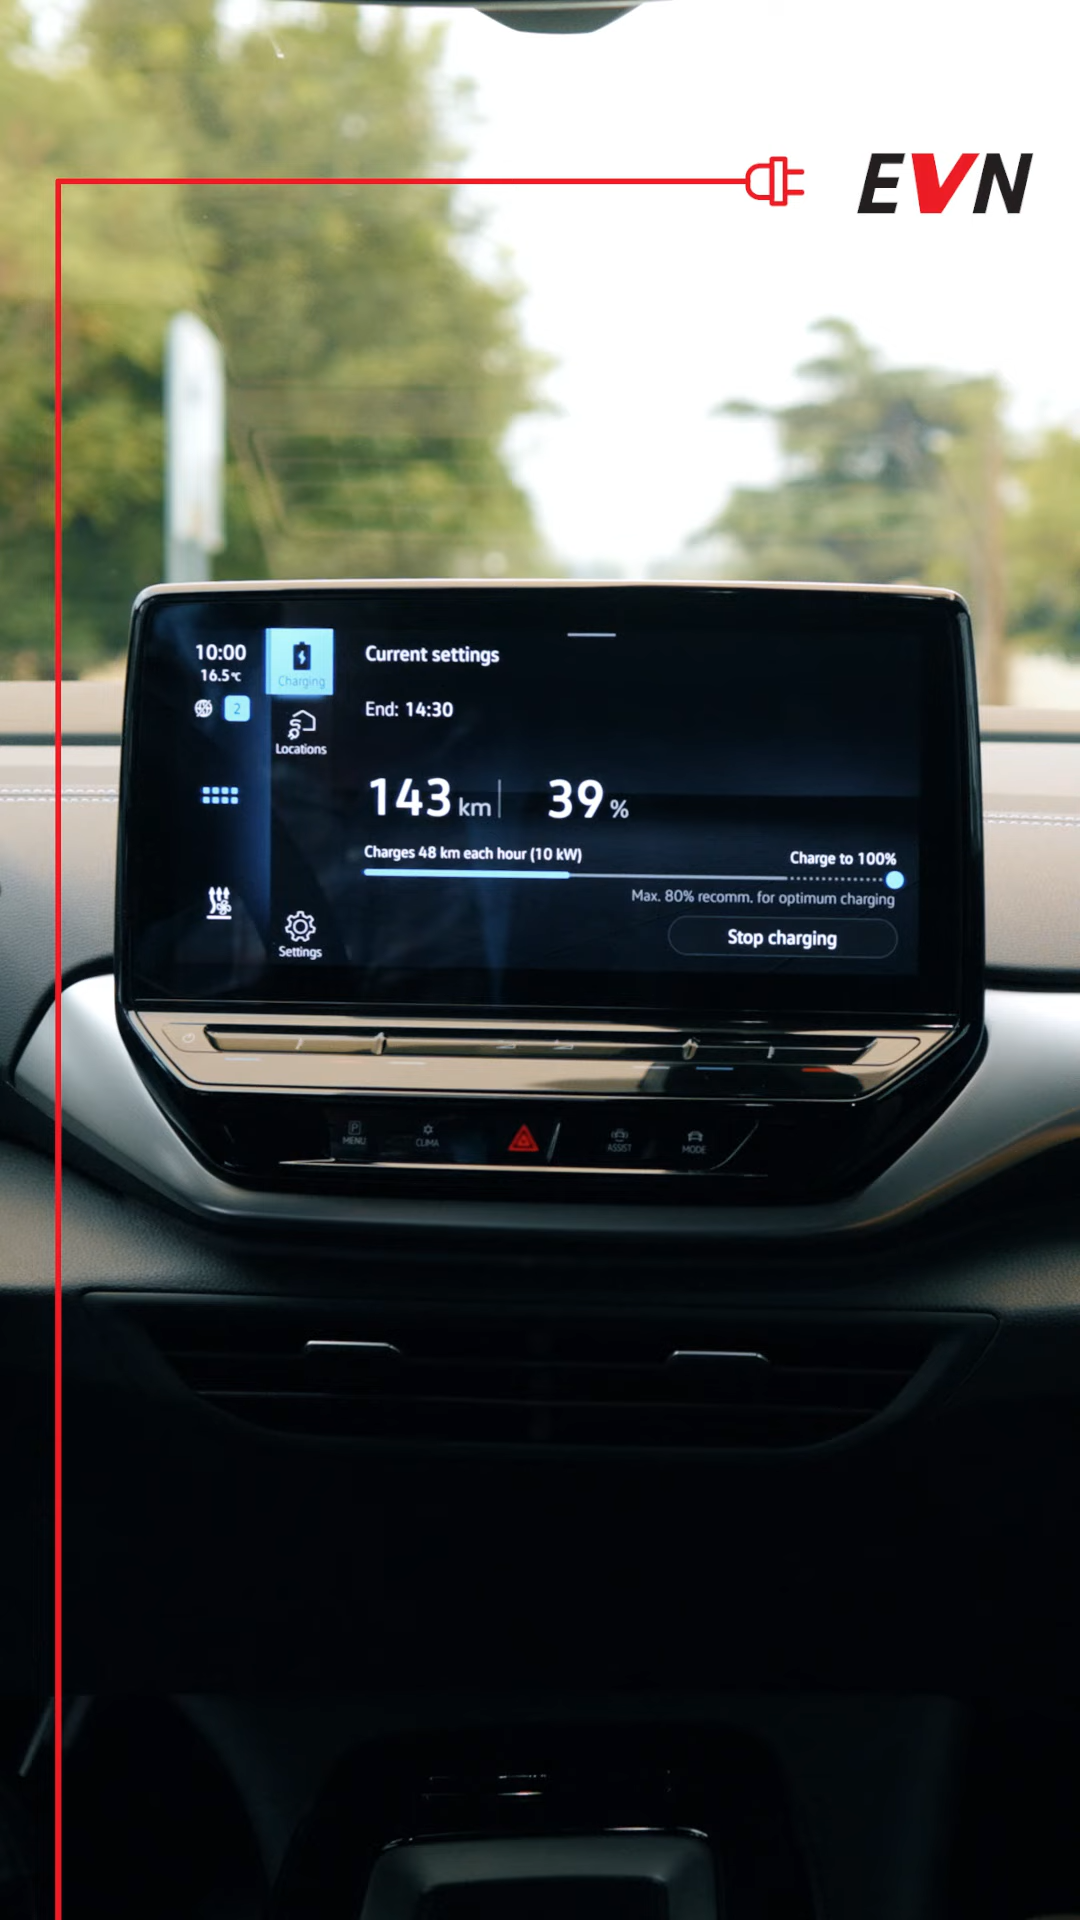 EVN
10:00
16.5°C
2
Charging
Locations
Settings
Current settings
End: 14:30
143 km
39 %
Charges 48 km each hour (10 kW)
Charge to 100%
Max. 80% recomm. for optimum charging
Stop charging
P
MENU
CLIMA
ASSIST
MODE